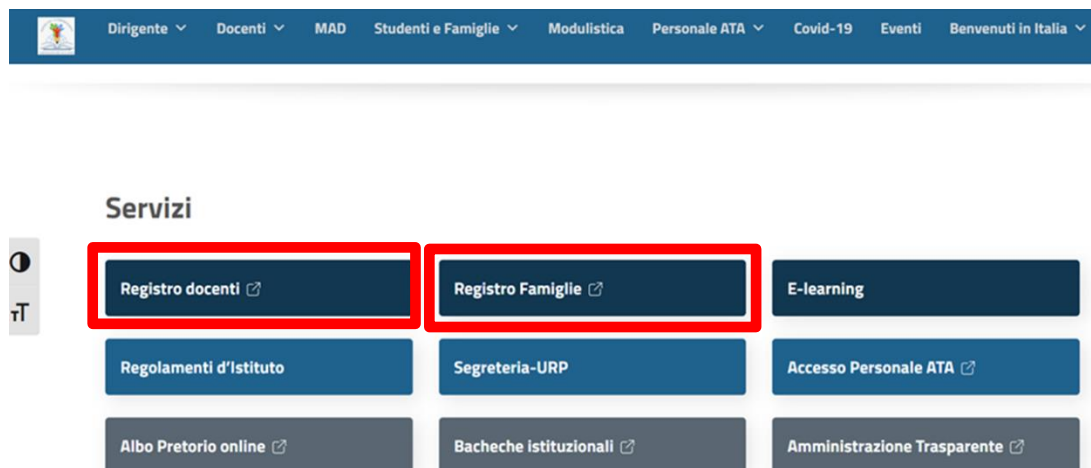 Dirigente Docenti MAD Studenti e Famiglie Modulistica Personale ATA Covid-19 Eventi Benvenuti in Italia
Servizi
Registro docenti Registro Famiglie E-learning
TT
Regolamenti d'Istituto Segreteria-URP Accesso Personale ATA
Albo Pretorio online Bacheche istituzionali Amministrazione Trasparente